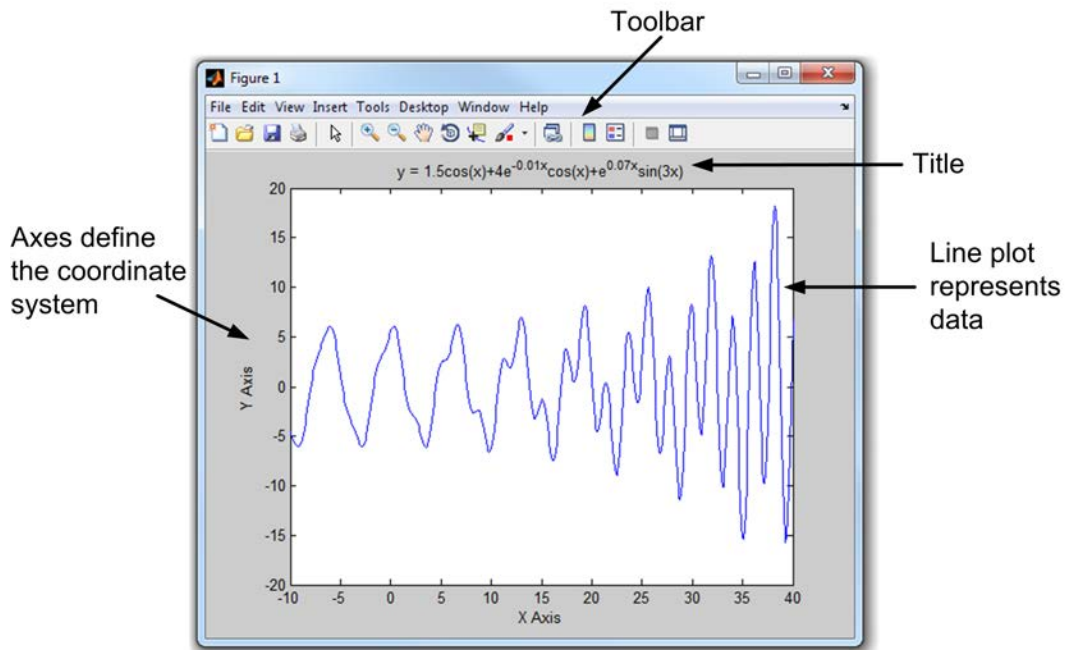 Toolbar
Figure 1
File Edit View Insert Tools Desktop Window Help
y = 1.5cos(x)+4e^-0.01x cos(x)+e^0.07x sin(3x)
Title
Axes define
the coordinate
system
Line plot
represents
data
Y Axis
20
15
10
5
0
-5
-10
-15
-20
-10 -5 0 5 10 15 20 25 30 35 40
X Axis